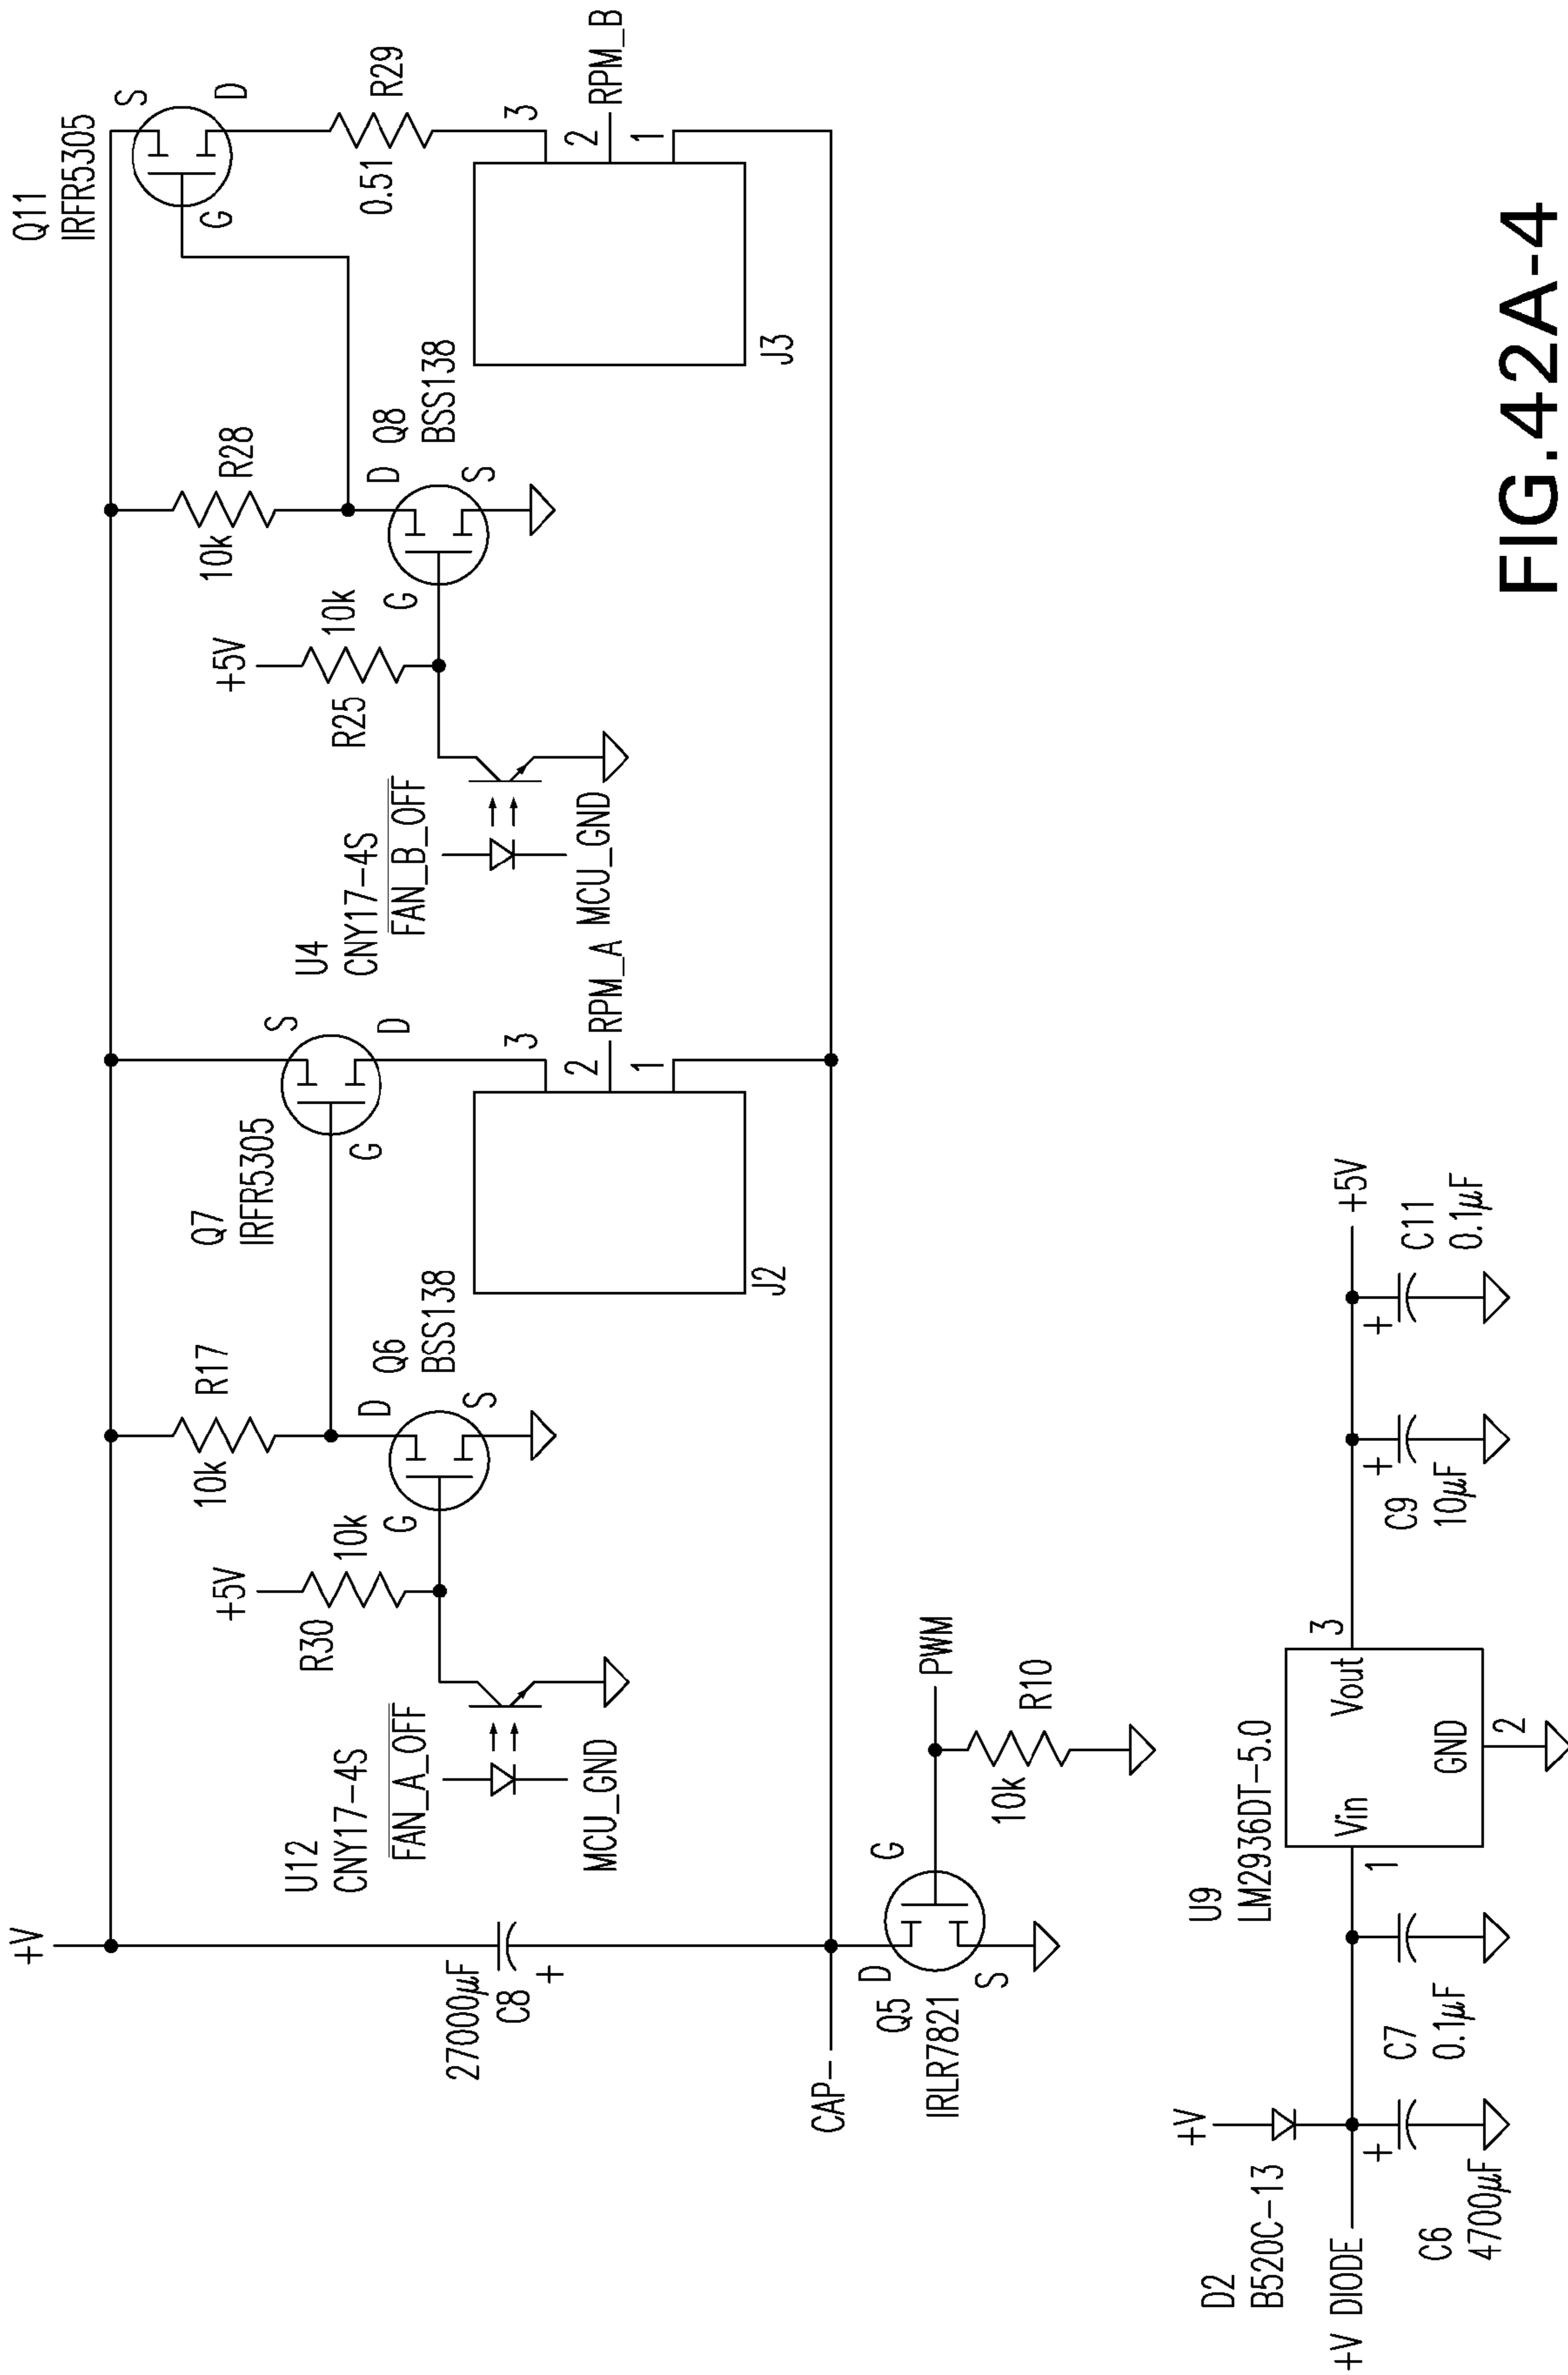 +V
27000µF
C8
+
CAP-
D
G
S
Q5
IRLR7821
PWM
10k
R10
U12
CNY17-4S
FAN_A_OFF
MCU_GND
+5V
R30
10k
G
D
S
10k
R17
Q6
BSS138
Q7
IRFR5305
G
S
D
3
2
1
RPM_A
J2
U4
CNY17-4S
FAN_B_OFF
MCU_GND
+5V
R25
10k
G
D
S
10k
R28
Q8
BSS138
Q11
IRFR5305
G
S
D
0.51
R29
3
2
1
RPM_B
J3
D2
B520C-13
+V
+V DIODE
+
C6
4700µF
C7
0.1µF
U9
LM2936DT-5.0
1
Vin
Vout
3
GND
2
+
C9
10µF
+
C11
0.1µF
+5V
FIG.42A-4